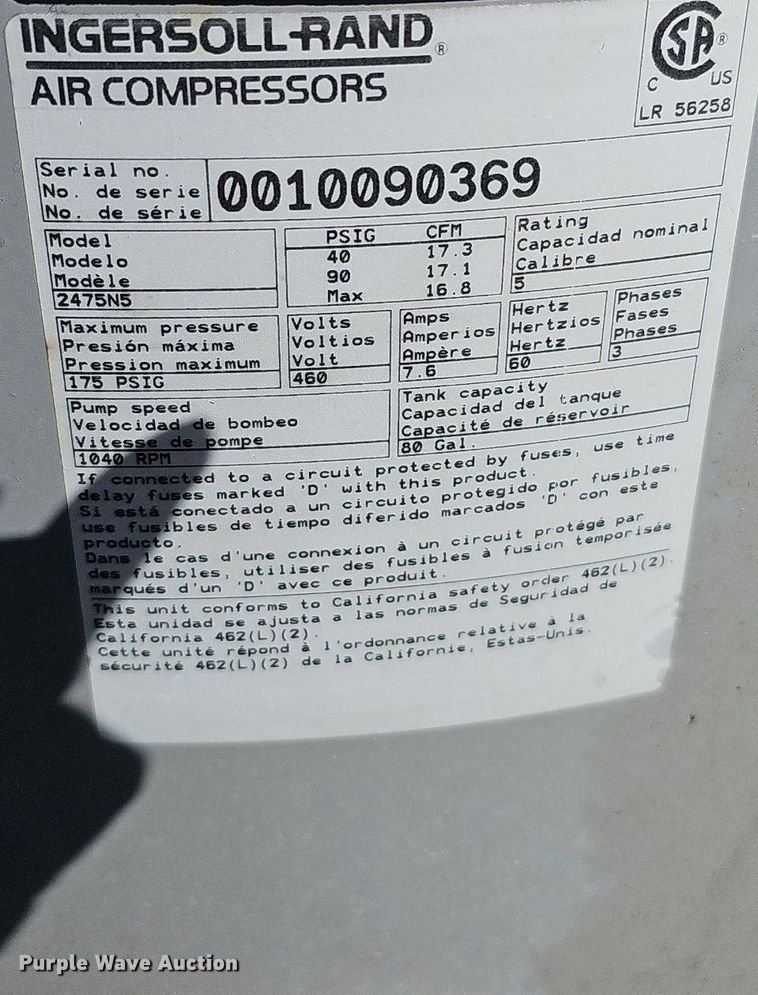 INGERSOLL-RAND®
AIR COMPRESSORS
CSA®
C US
LR 56258
Serial no.
No. de serie
No. de série
0010090369
Model
Modelo
Modèle
2475N5
PSIG CFM
40 17.3
90 17.1
Max 16.8
Rating
Capacidad nominal
Calibre
5
Maximum pressure
Presión máxima
Pression maximum
175 PSIG
Volts
Voltios
Volt
460
Amps
Amperios
Ampère
7.6
Hertz
Hertzios
Hertz
60
Phases
Fases
Phases
3
Pump speed
Velocidad de bombeo
Vitesse de pompe
1040 RPM
Tank capacity
Capacidad del tanque
Capacité de réservoir
80 Gal.
If connected to a circuit protected by fuses, use time
delay fuses marked 'D' with this product.
Si está conectado a un circuito protegido por fusibles,
use fusibles de tiempo diferido marcados 'D' con este
producto.
Dans le cas d'une connexion à un circuit protégé par
des fusibles, utiliser des fusibles à fusion temporisée
marqués d'un 'D' avec ce produit.
This unit conforms to California safety order 462(L)(2).
Esta unidad se ajusta a las normas de Seguridad de
California 462(L)(2).
Cette unité répond à l'ordonnance relative à la
sécurité 462(L)(2) de la Californie, Estas-Unis.
Purple Wave Auction